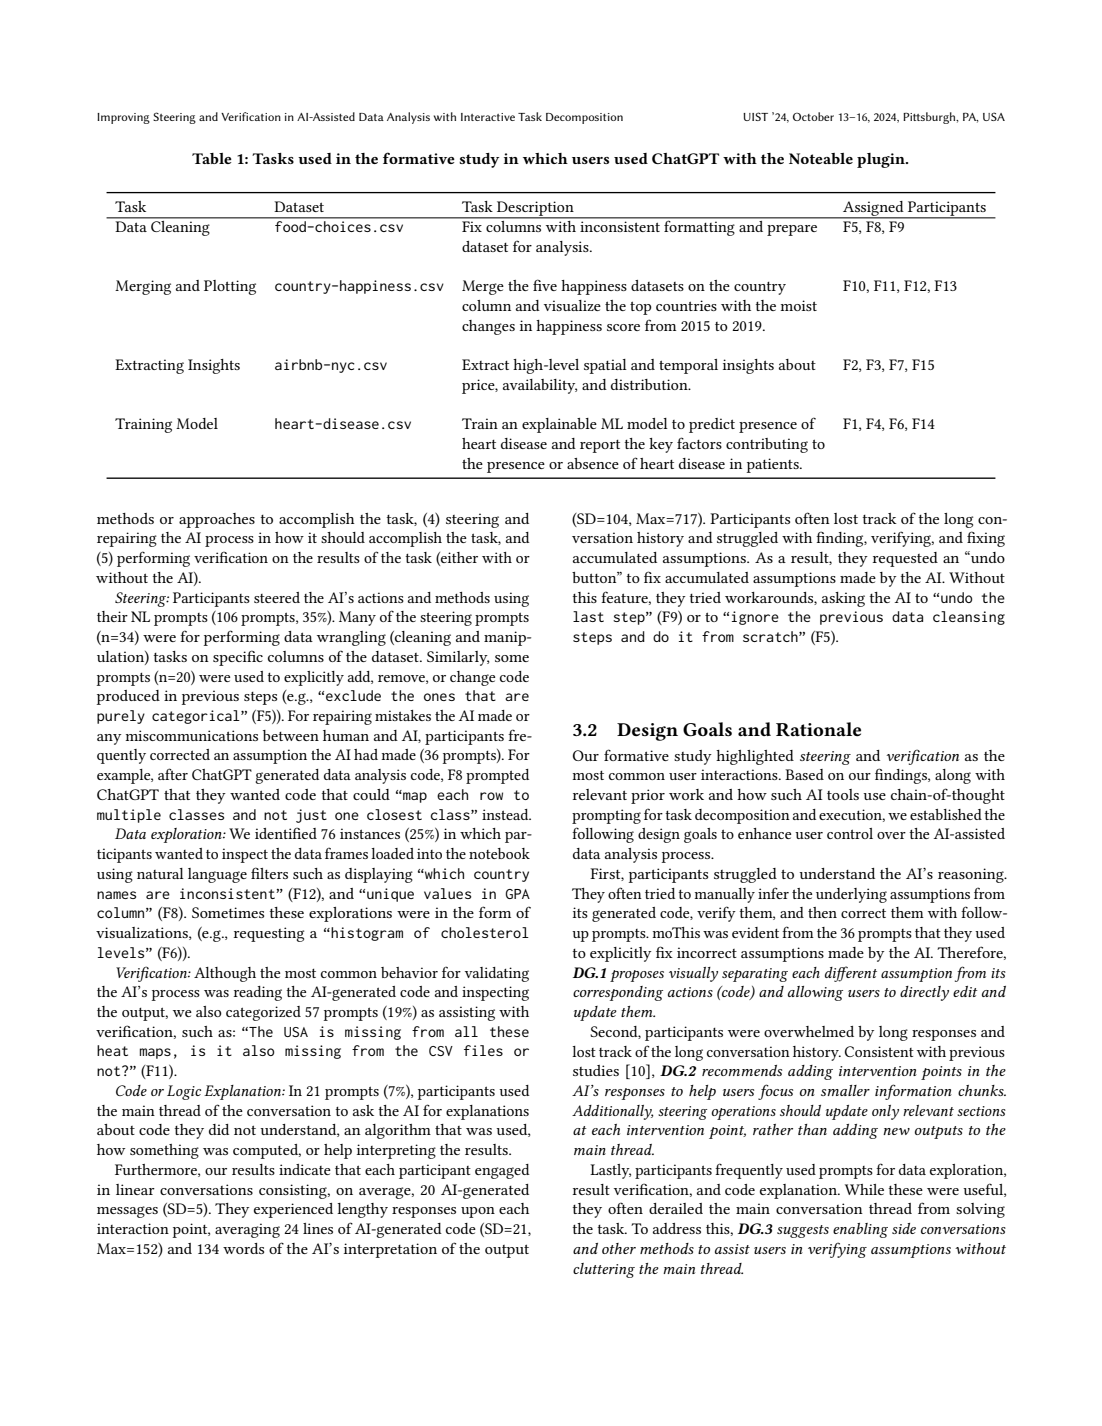 Improving Steering and Verification in AI-Assisted Data Analysis with Interactive Task Decomposition UIST '24, October 13–16, 2024, Pittsburgh, PA, USA
Table 1: Tasks used in the formative study in which users used ChatGPT with the Noteable plugin.
Task Dataset Task Description Assigned Participants
Data Cleaning food-choices.csv Fix columns with inconsistent formatting and prepare F5, F8, F9
dataset for analysis.
Merging and Plotting country-happiness.csv Merge the five happiness datasets on the country F10, F11, F12, F13
column and visualize the top countries with the moist
changes in happiness score from 2015 to 2019.
Extracting Insights airbnb-nyc.csv Extract high-level spatial and temporal insights about F2, F3, F7, F15
price, availability, and distribution.
Training Model heart-disease.csv Train an explainable ML model to predict presence of F1, F4, F6, F14
heart disease and report the key factors contributing to
the presence or absence of heart disease in patients.
methods or approaches to accomplish the task, (4) steering and
repairing the AI process in how it should accomplish the task, and
(5) performing verification on the results of the task (either with or
without the AI).
Steering: Participants steered the AI's actions and methods using
their NL prompts (106 prompts, 35%). Many of the steering prompts
(n=34) were for performing data wrangling (cleaning and manip-
ulation) tasks on specific columns of the dataset. Similarly, some
prompts (n=20) were used to explicitly add, remove, or change code
produced in previous steps (e.g., “exclude the ones that are
purely categorical” (F5)). For repairing mistakes the AI made or
any miscommunications between human and AI, participants fre-
quently corrected an assumption the AI had made (36 prompts). For
example, after ChatGPT generated data analysis code, F8 prompted
ChatGPT that they wanted code that could “map each row to
multiple classes and not just one closest class” instead.
Data exploration: We identified 76 instances (25%) in which par-
ticipants wanted to inspect the data frames loaded into the notebook
using natural language filters such as displaying “which country
names are inconsistent” (F12), and “unique values in GPA
column” (F8). Sometimes these explorations were in the form of
visualizations, (e.g., requesting a “histogram of cholesterol
levels” (F6)).
Verification: Although the most common behavior for validating
the AI's process was reading the AI-generated code and inspecting
the output, we also categorized 57 prompts (19%) as assisting with
verification, such as: “The USA is missing from all these
heat maps, is it also missing from the CSV files or
not?” (F11).
Code or Logic Explanation: In 21 prompts (7%), participants used
the main thread of the conversation to ask the AI for explanations
about code they did not understand, an algorithm that was used,
how something was computed, or help interpreting the results.
Furthermore, our results indicate that each participant engaged
in linear conversations consisting, on average, 20 AI-generated
messages (SD=5). They experienced lengthy responses upon each
interaction point, averaging 24 lines of AI-generated code (SD=21,
Max=152) and 134 words of the AI's interpretation of the output
(SD=104, Max=717). Participants often lost track of the long con-
versation history and struggled with finding, verifying, and fixing
accumulated assumptions. As a result, they requested an “undo
button” to fix accumulated assumptions made by the AI. Without
this feature, they tried workarounds, asking the AI to “undo the
last step” (F9) or to “ignore the previous data cleansing
steps and do it from scratch” (F5).
3.2 Design Goals and Rationale
Our formative study highlighted steering and verification as the
most common user interactions. Based on our findings, along with
relevant prior work and how such AI tools use chain-of-thought
prompting for task decomposition and execution, we established the
following design goals to enhance user control over the AI-assisted
data analysis process.
First, participants struggled to understand the AI's reasoning.
They often tried to manually infer the underlying assumptions from
its generated code, verify them, and then correct them with follow-
up prompts. moThis was evident from the 36 prompts that they used
to explicitly fix incorrect assumptions made by the AI. Therefore,
DG.1 proposes visually separating each different assumption from its
corresponding actions (code) and allowing users to directly edit and
update them.
Second, participants were overwhelmed by long responses and
lost track of the long conversation history. Consistent with previous
studies [10], DG.2 recommends adding intervention points in the
AI's responses to help users focus on smaller information chunks.
Additionally, steering operations should update only relevant sections
at each intervention point, rather than adding new outputs to the
main thread.
Lastly, participants frequently used prompts for data exploration,
result verification, and code explanation. While these were useful,
they often derailed the main conversation thread from solving
the task. To address this, DG.3 suggests enabling side conversations
and other methods to assist users in verifying assumptions without
cluttering the main thread.